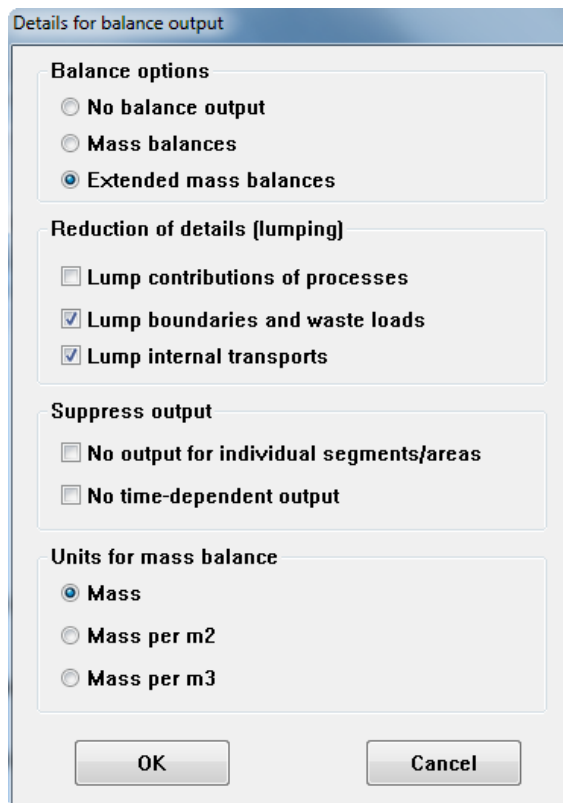 Details for balance output
Balance options
No balance output
Mass balances
Extended mass balances
Reduction of details (lumping)
Lump contributions of processes
Lump boundaries and waste loads
Lump internal transports
Suppress output
No output for individual segments/areas
No time-dependent output
Units for mass balance
Mass
Mass per m2
Mass per m3
OK Cancel